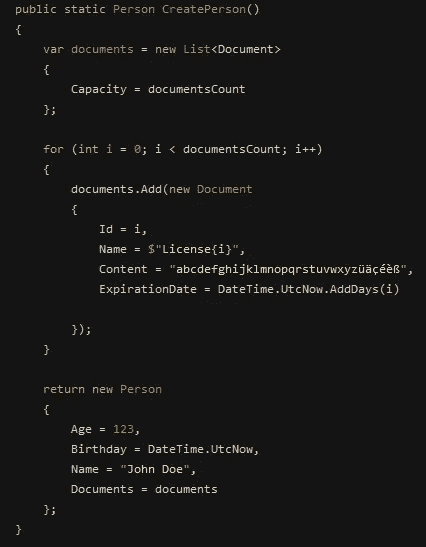 public static Person CreatePerson()
{
    var documents = new List<Document>
    {
        Capacity = documentsCount
    };

    for (int i = 0; i < documentsCount; i++)
    {
        documents.Add(new Document
        {
            Id = i,
            Name = $"License{i}",
            Content = "abcdefghijklmnopqrstuvwxyzüäçéèß",
            ExpirationDate = DateTime.UtcNow.AddDays(i)

        });
    }

    return new Person
    {
        Age = 123,
        Birthday = DateTime.UtcNow,
        Name = "John Doe",
        Documents = documents
    };
}